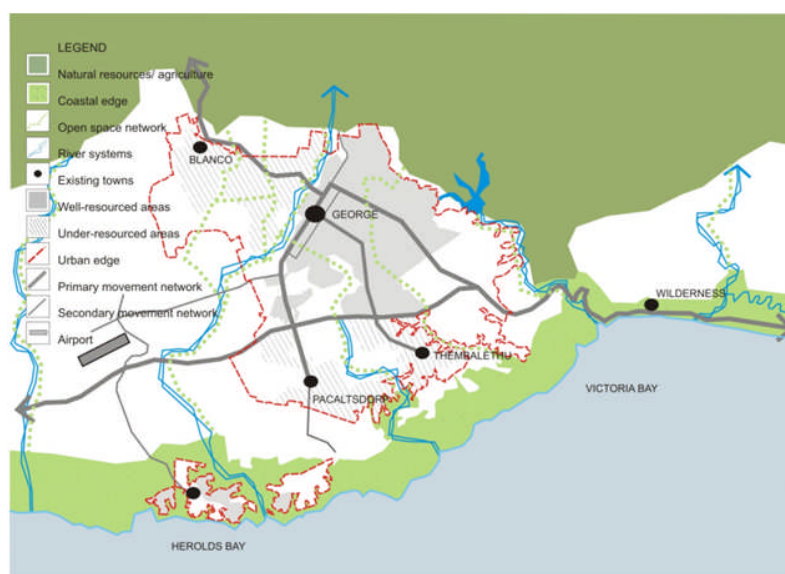 LEGEND
Natural resources/ agriculture
Coastal edge
Open space network
River systems
Existing towns
Well-resourced areas
Under-resourced areas
Urban edge
Primary movement network
Secondary movement network
Airport
BLANCO
GEORGE
WILDERNESS
THEMBALETHU
PACALTSDORP
VICTORIA BAY
HEROLDS BAY